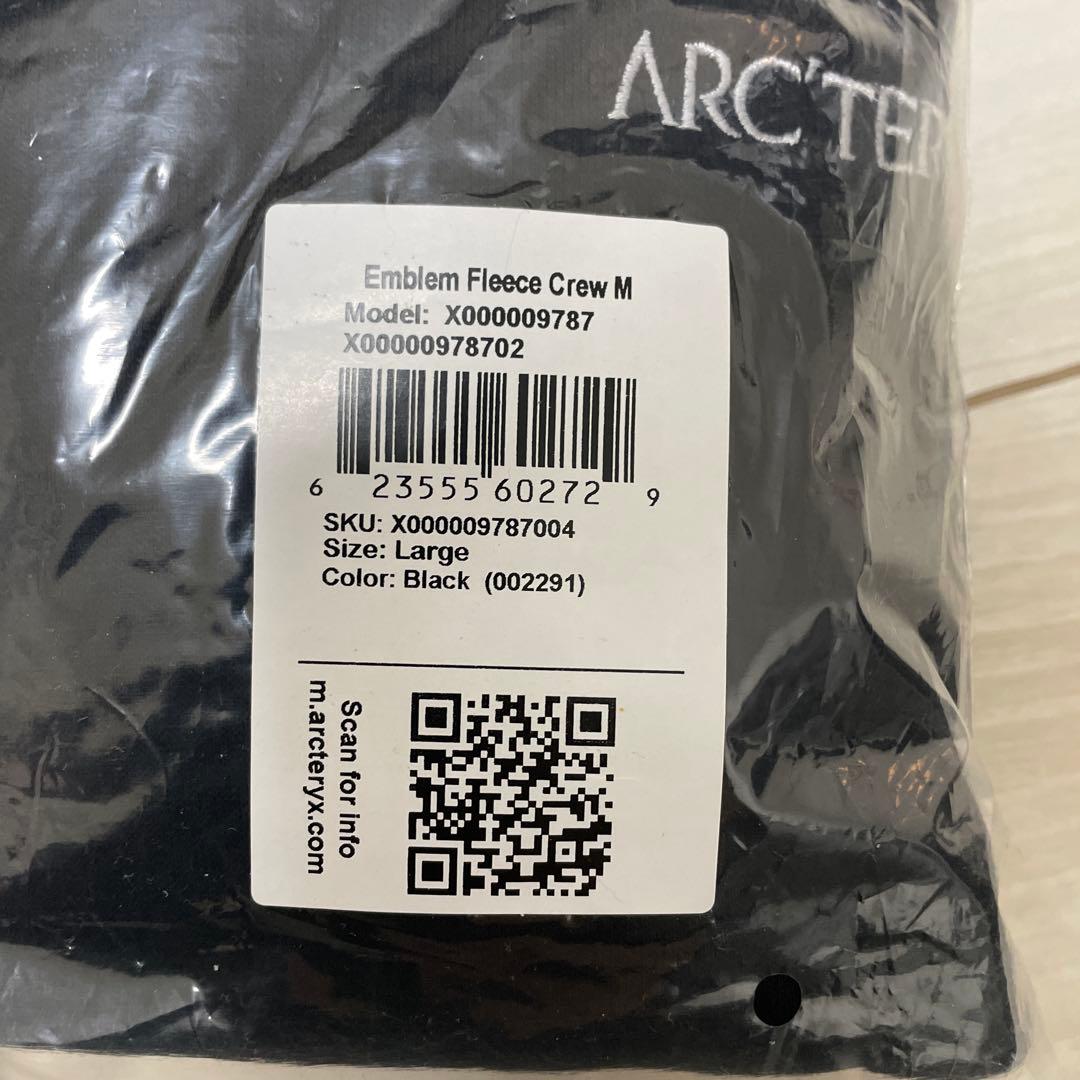 ARC'TER
Emblem Fleece Crew M
Model: X000009787
X00000978702
6 23555 60272 9
SKU: X000009787004
Size: Large
Color: Black (002291)
Scan for info
m.arcteryx.com